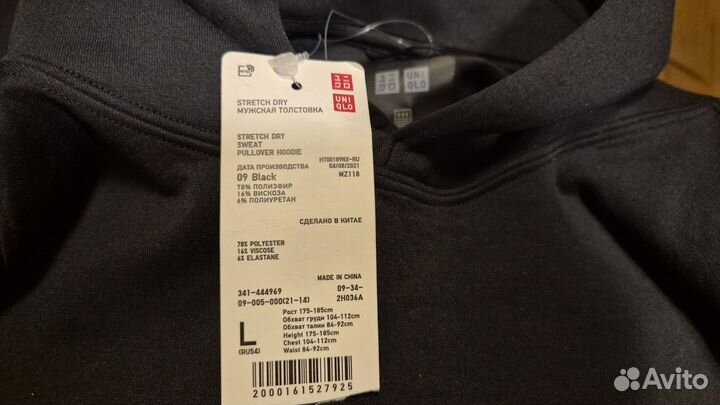 STRETCH DRY
МУЖСКАЯ ТОЛСТОВКА
UNI
QLO
UNI
QLO
STRETCH DRY
SWEAT
PULLOVER HOODIE
HT00189NX-RU
ДАТА ПРОИЗВОДСТВА 04/08/2021
09 Black MZ118
78% ПОЛИЭФИР
16% ВИСКОЗА
6% ПОЛИУРЕТАН
СДЕЛАНО В КИТАЕ
78% POLYESTER
16% VISCOSE
6% ELASTANE
MADE IN CHINA
341-444969 09-34-
09-005-000(21-14) 2H036A
L
(RU54)
Рост 175-185cm
Обхват груди 104-112cm
Обхват талии 84-92cm
Height 175-185cm
Chest 104-112cm
Waist 84-92cm
2000161527925
Avito